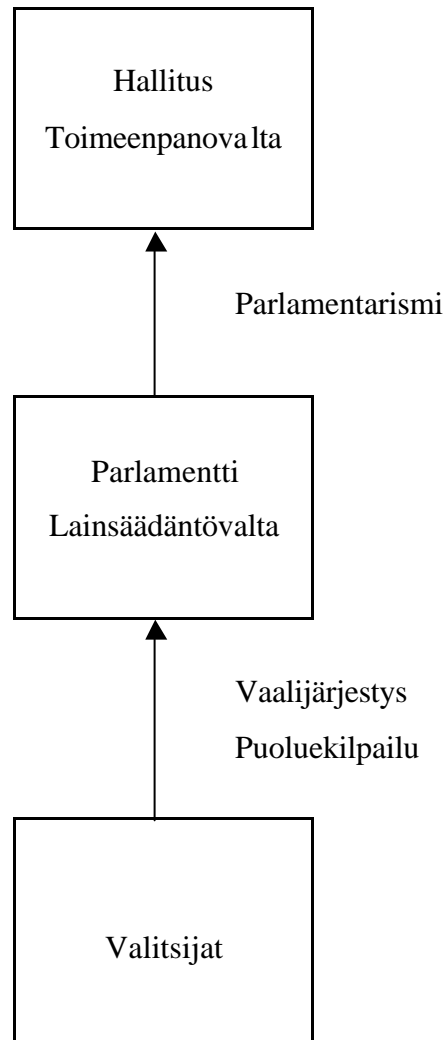 Hallitus
Toimeenpanovalta
Parlamentarismi
Parlamentti
Lainsäädäntövalta
Vaalijärjestys
Puoluekilpailu
Valitsijat